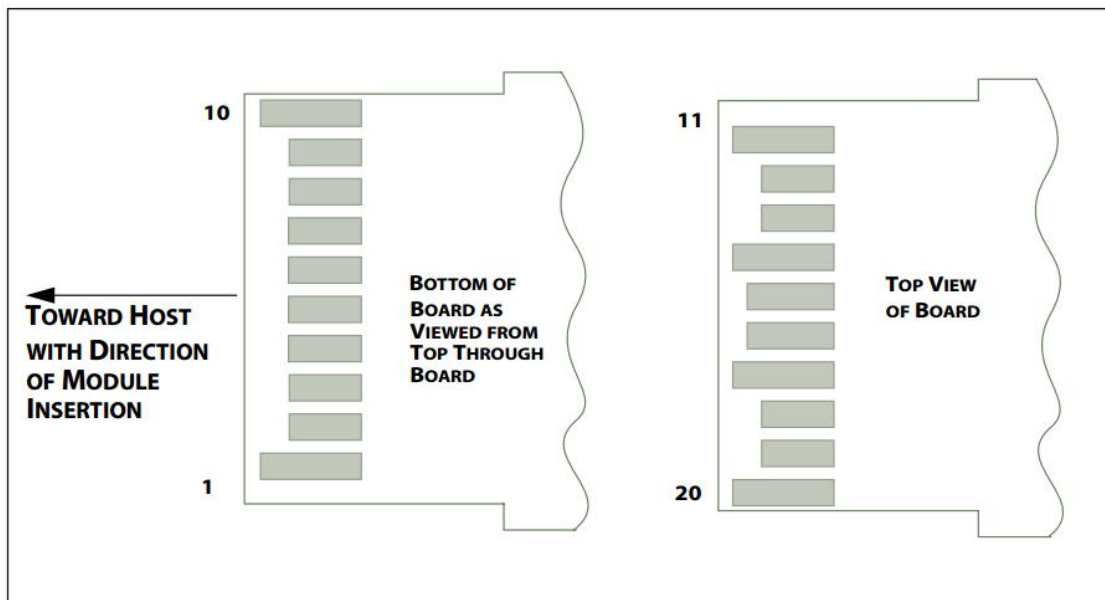 10
BOTTOM OF
BOARD AS
VIEWED FROM
TOP THROUGH
BOARD
TOWARD HOST
WITH DIRECTION
OF MODULE
INSERTION
1
11
TOP VIEW
OF BOARD
20